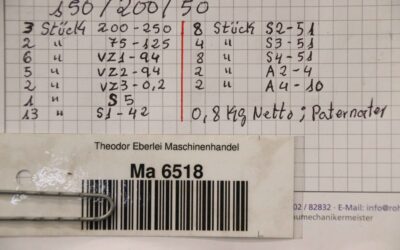 150/200/50
3 Stück 200-250
2 " 75-125
6 " VZ1-94
5 " VZ2-94
2 " VZ3-0,2
1 " S5
13 " S1-42
8 Stück S2-51
4 " S3-51
8 " S4-51
2 " A2-4
2 " A4-10
0,8 Kg Netto; Paternoster
Theodor Eberlei Maschinenhandel
Ma 6518
02 / 82832 · E-Mail: info@roh
umechanikermeister